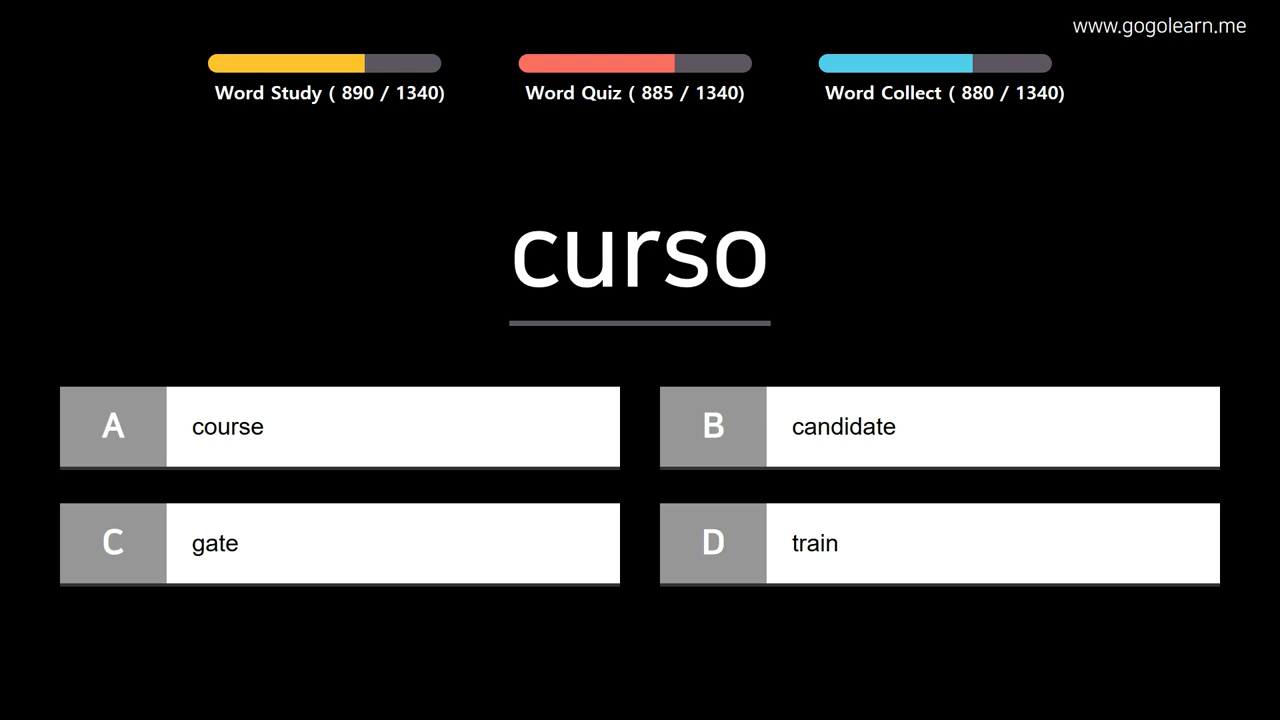 www.gogolearn.me
Word Study ( 890 / 1340)
Word Quiz ( 885 / 1340)
Word Collect ( 880 / 1340)
curso
A course
B candidate
C gate
D train